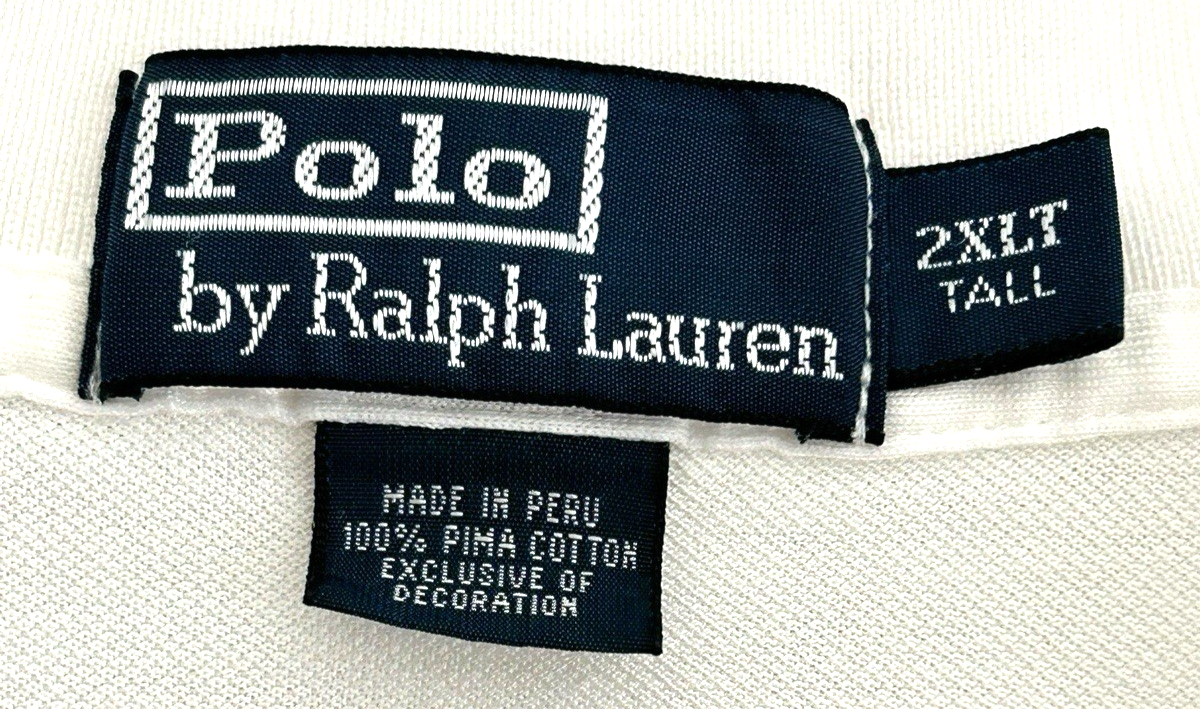 Polo
by Ralph Lauren
2XLT
TALL
MADE IN PERU
100% PIMA COTTON
EXCLUSIVE OF
DECORATION